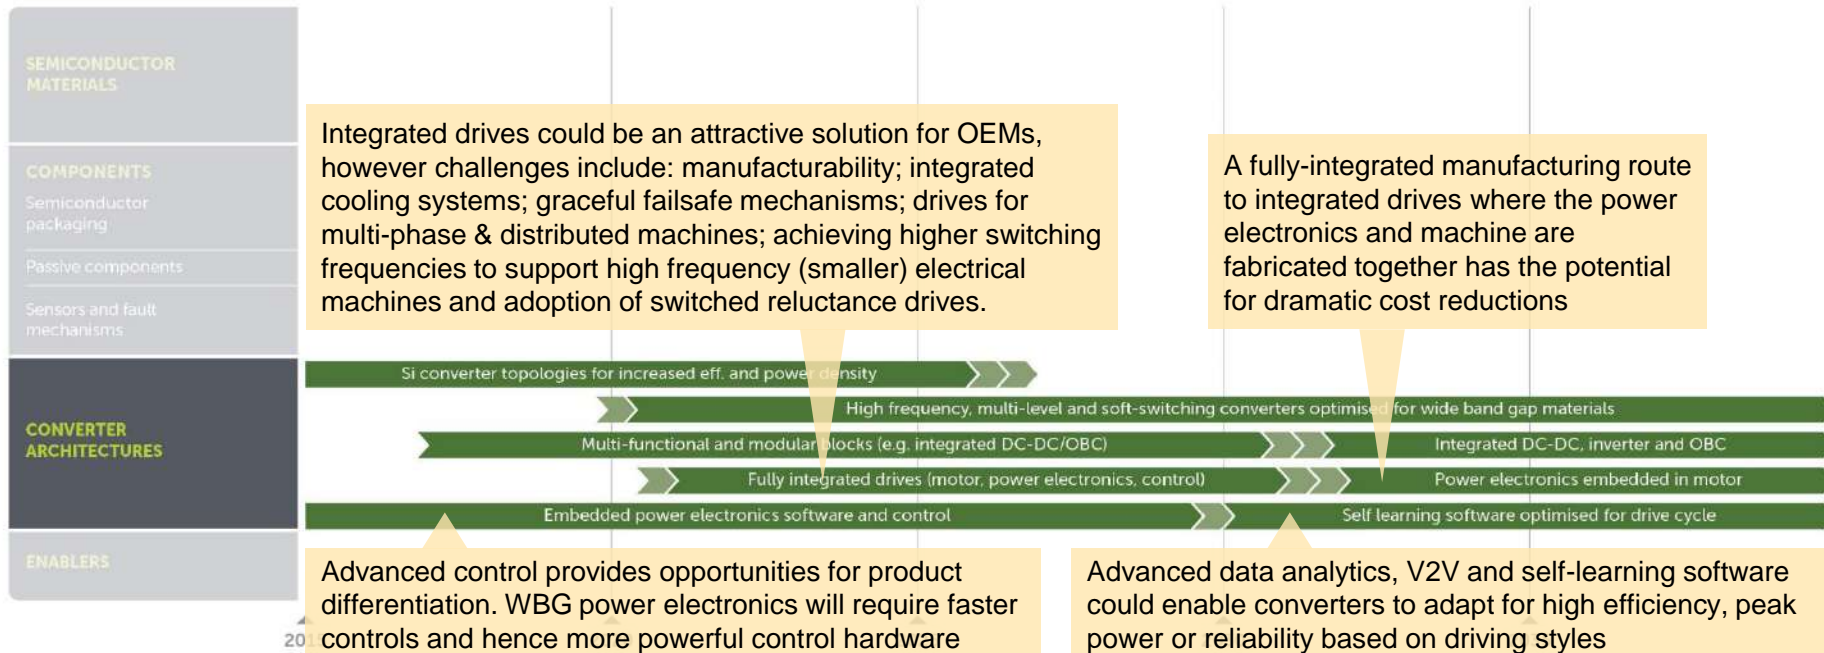 SEMICONDUCTOR
MATERIALS
COMPONENTS
Semiconductor
packaging
Passive components
Sensors and fault
mechanisms
CONVERTER
ARCHITECTURES
ENABLERS
Integrated drives could be an attractive solution for OEMs,
however challenges include: manufacturability; integrated
cooling systems; graceful failsafe mechanisms; drives for
multi-phase & distributed machines; achieving higher switching
frequencies to support high frequency (smaller) electrical
machines and adoption of switched reluctance drives.
A fully-integrated manufacturing route
to integrated drives where the power
electronics and machine are
fabricated together has the potential
for dramatic cost reductions
Si converter topologies for increased eff. and power density
High frequency, multi-level and soft-switching converters optimised for wide band gap materials
Multi-functional and modular blocks (e.g. integrated DC-DC/OBC)
Integrated DC-DC, inverter and OBC
Fully integrated drives (motor, power electronics, control)
Power electronics embedded in motor
Embedded power electronics software and control
Self learning software optimised for drive cycle
Advanced control provides opportunities for product
differentiation. WBG power electronics will require faster
controls and hence more powerful control hardware
Advanced data analytics, V2V and self-learning software
could enable converters to adapt for high efficiency, peak
power or reliability based on driving styles